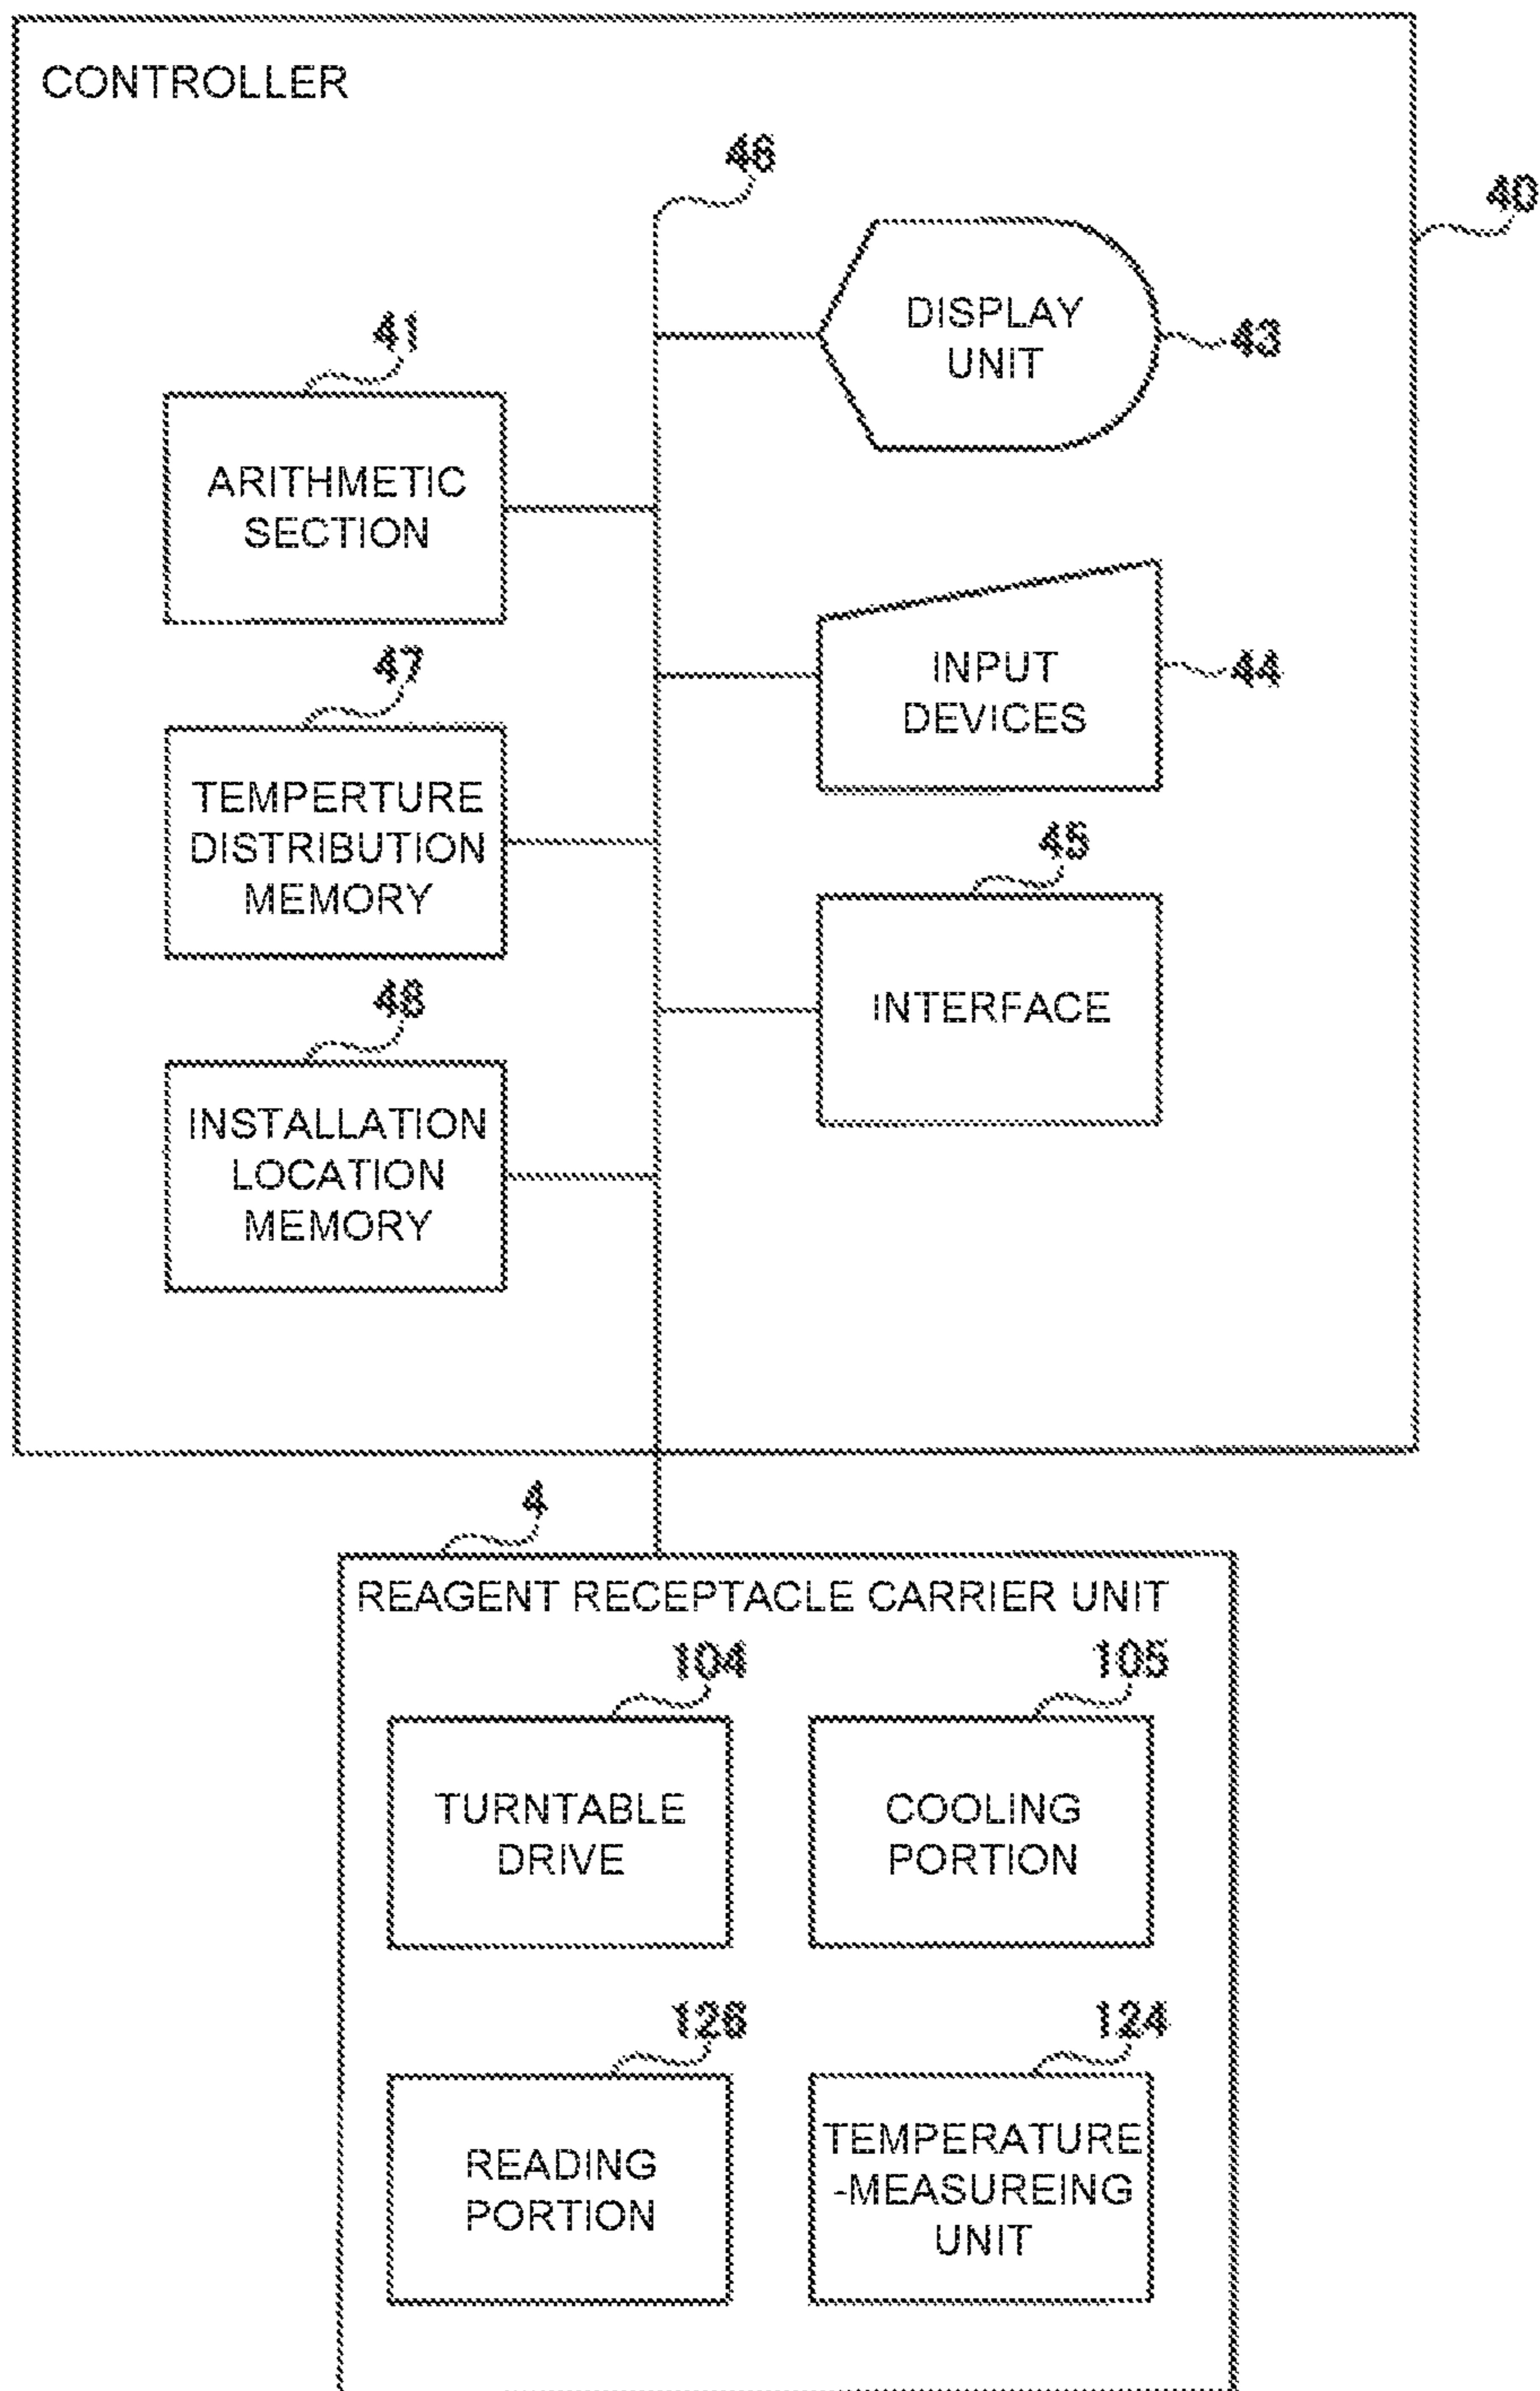 CONTROLLER
46
40
DISPLAY
UNIT
43
41
ARITHMETIC
SECTION
47
INPUT
DEVICES
44
TEMPERTURE
DISTRIBUTION
MEMORY
45
INTERFACE
48
INSTALLATION
LOCATION
MEMORY
4
REAGENT RECEPTACLE CARRIER UNIT
104
105
TURNTABLE
DRIVE
COOLING
PORTION
126
124
READING
PORTION
TEMPERATURE
-MEASUREING
UNIT